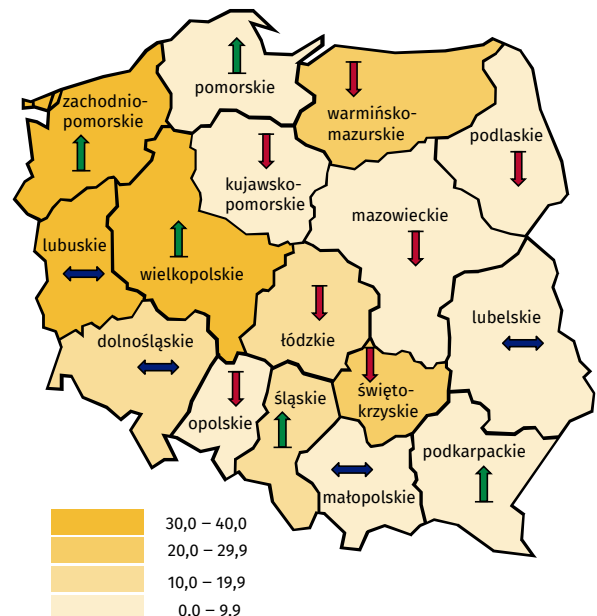 pomorskie
zachodnio-
pomorskie
warmińsko-
mazurskie
podlaskie
kujawsko-
pomorskie
mazowieckie
lubuskie
wielkopolskie
łódzkie
lubelskie
dolnośląskie
śląskie
święto-
krzyskie
opolskie
podkarpackie
małopolskie
30,0 – 40,0
20,0 – 29,9
10,0 – 19,9
0,0 – 9,9